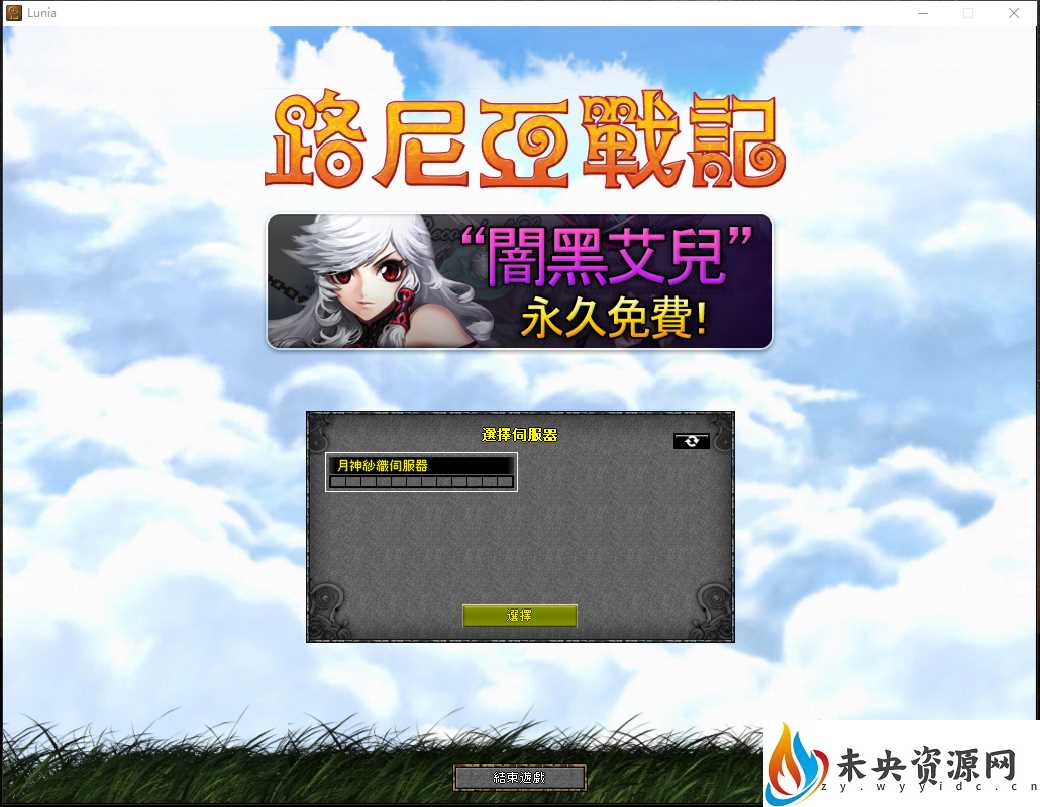 Lunia
路尼亞戰記
“闇黑艾兒”
永久免費!
選擇伺服器
月神紗織伺服器
選擇
結束遊戲
未央资源网
zy.wyyidc.cn